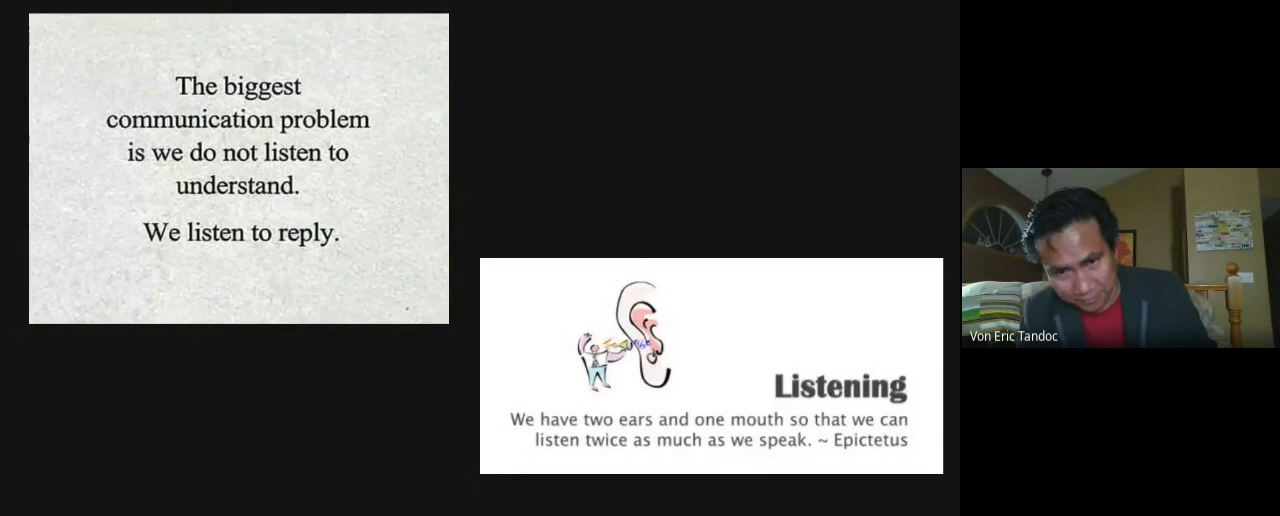 The biggest
communication problem
is we do not listen to
understand.
We listen to reply.
Listening
We have two ears and one mouth so that we can
listen twice as much as we speak. ~ Epictetus
Von Eric Tandoc